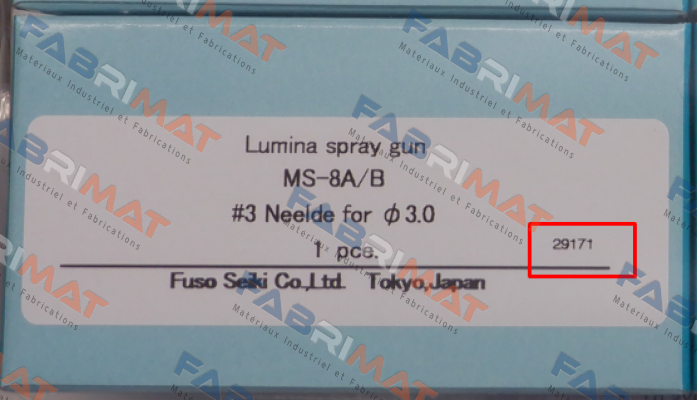 Lumina spray gun
MS-8A/B
#3 Neelde for φ3.0
1 pce.
29171
Fuso Seiki Co.,Ltd. Tokyo,Japan
FABRIMAT
Materiaux Industriel et Fabrications